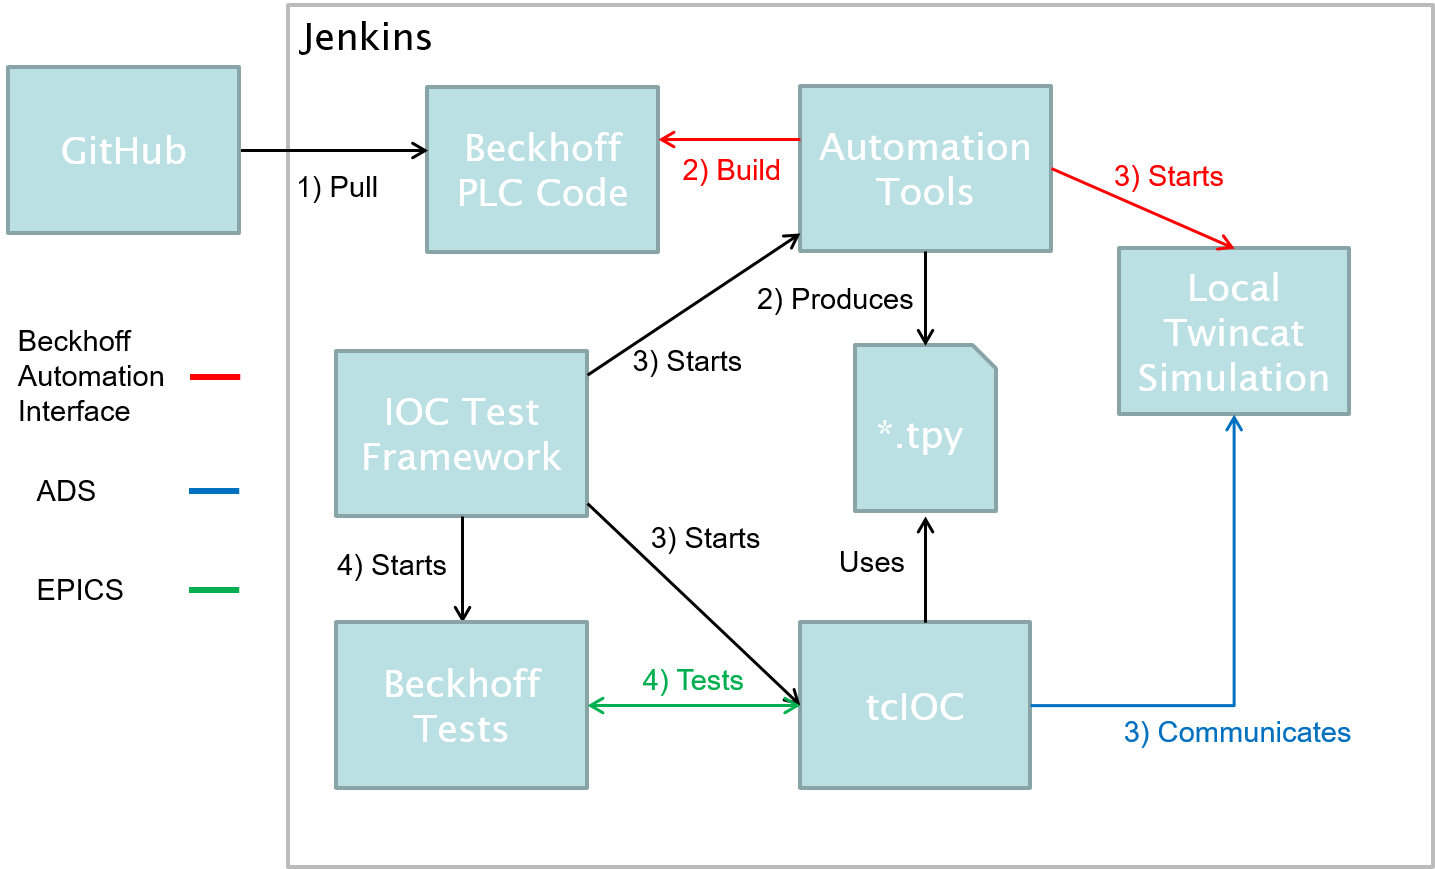 Jenkins
GitHub
1) Pull
Beckhoff
PLC Code
2) Build
Automation
Tools
3) Starts
2) Produces
Local
Twincat
Simulation
Beckhoff
Automation
Interface
ADS
EPICS
IOC Test
Framework
3) Starts
*.tpy
3) Starts
4) Starts
Uses
Beckhoff
Tests
4) Tests
tcIOC
3) Communicates